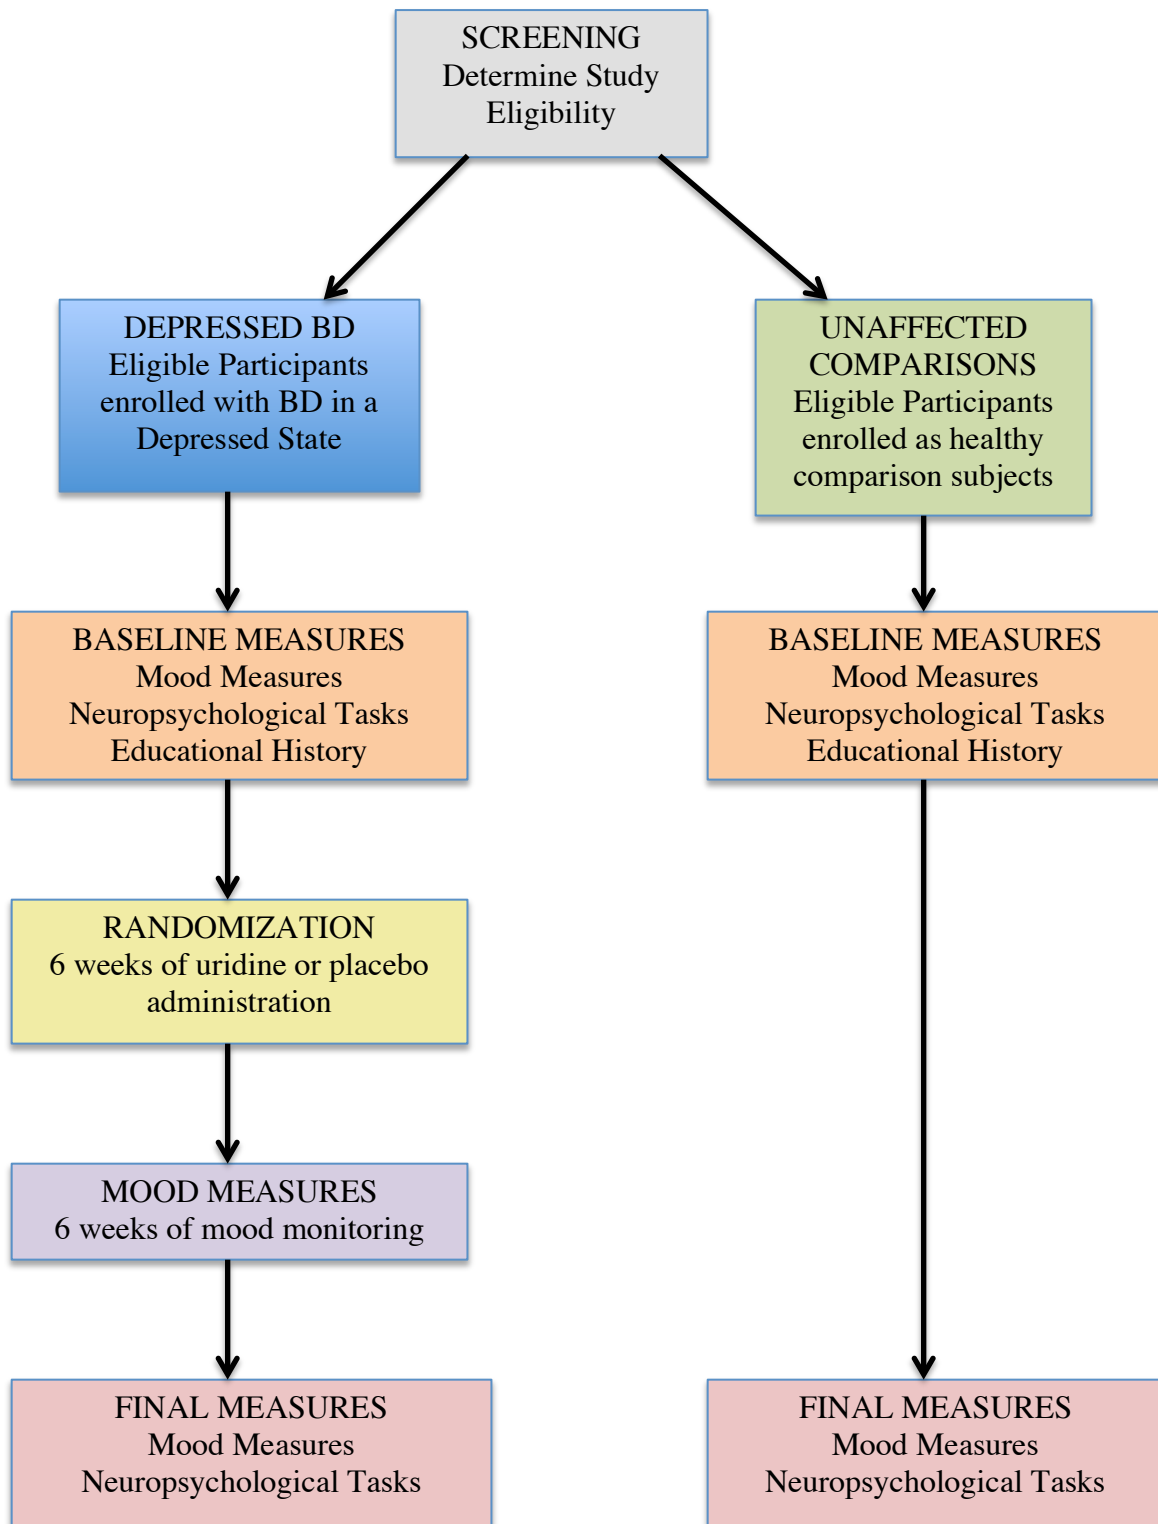 SCREENING
Determine Study
Eligibility
DEPRESSED BD
Eligible Participants
enrolled with BD in a
Depressed State
UNAFFECTED
COMPARISONS
Eligible Participants
enrolled as healthy
comparison subjects
BASELINE MEASURES
Mood Measures
Neuropsychological Tasks
Educational History
BASELINE MEASURES
Mood Measures
Neuropsychological Tasks
Educational History
RANDOMIZATION
6 weeks of uridine or placebo
administration
MOOD MEASURES
6 weeks of mood monitoring
FINAL MEASURES
Mood Measures
Neuropsychological Tasks
FINAL MEASURES
Mood Measures
Neuropsychological Tasks